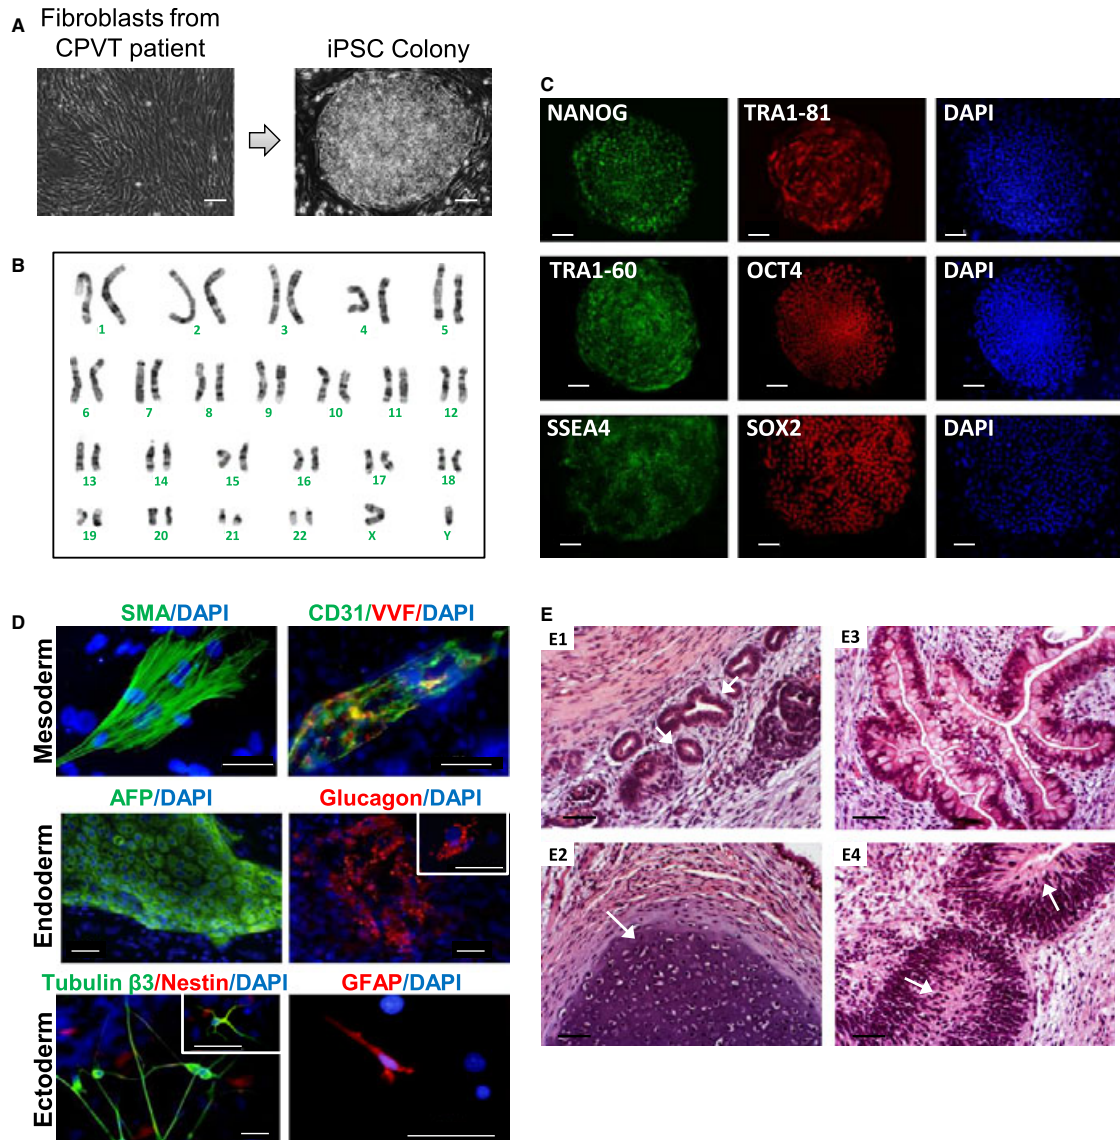 A
Fibroblasts from
CPVT patient
iPSC Colony
B
1 2 3 4 5
6 7 8 9 10 11 12
13 14 15 16 17 18
19 20 21 22 X Y
C
NANOG TRA1-81 DAPI
TRA1-60 OCT4 DAPI
SSEA4 SOX2 DAPI
D
Mesoderm
SMA/DAPI CD31/VVF/DAPI
Endoderm
AFP/DAPI Glucagon/DAPI
Ectoderm
Tubulin β3/Nestin/DAPI GFAP/DAPI
E
E1 E3
E2 E4